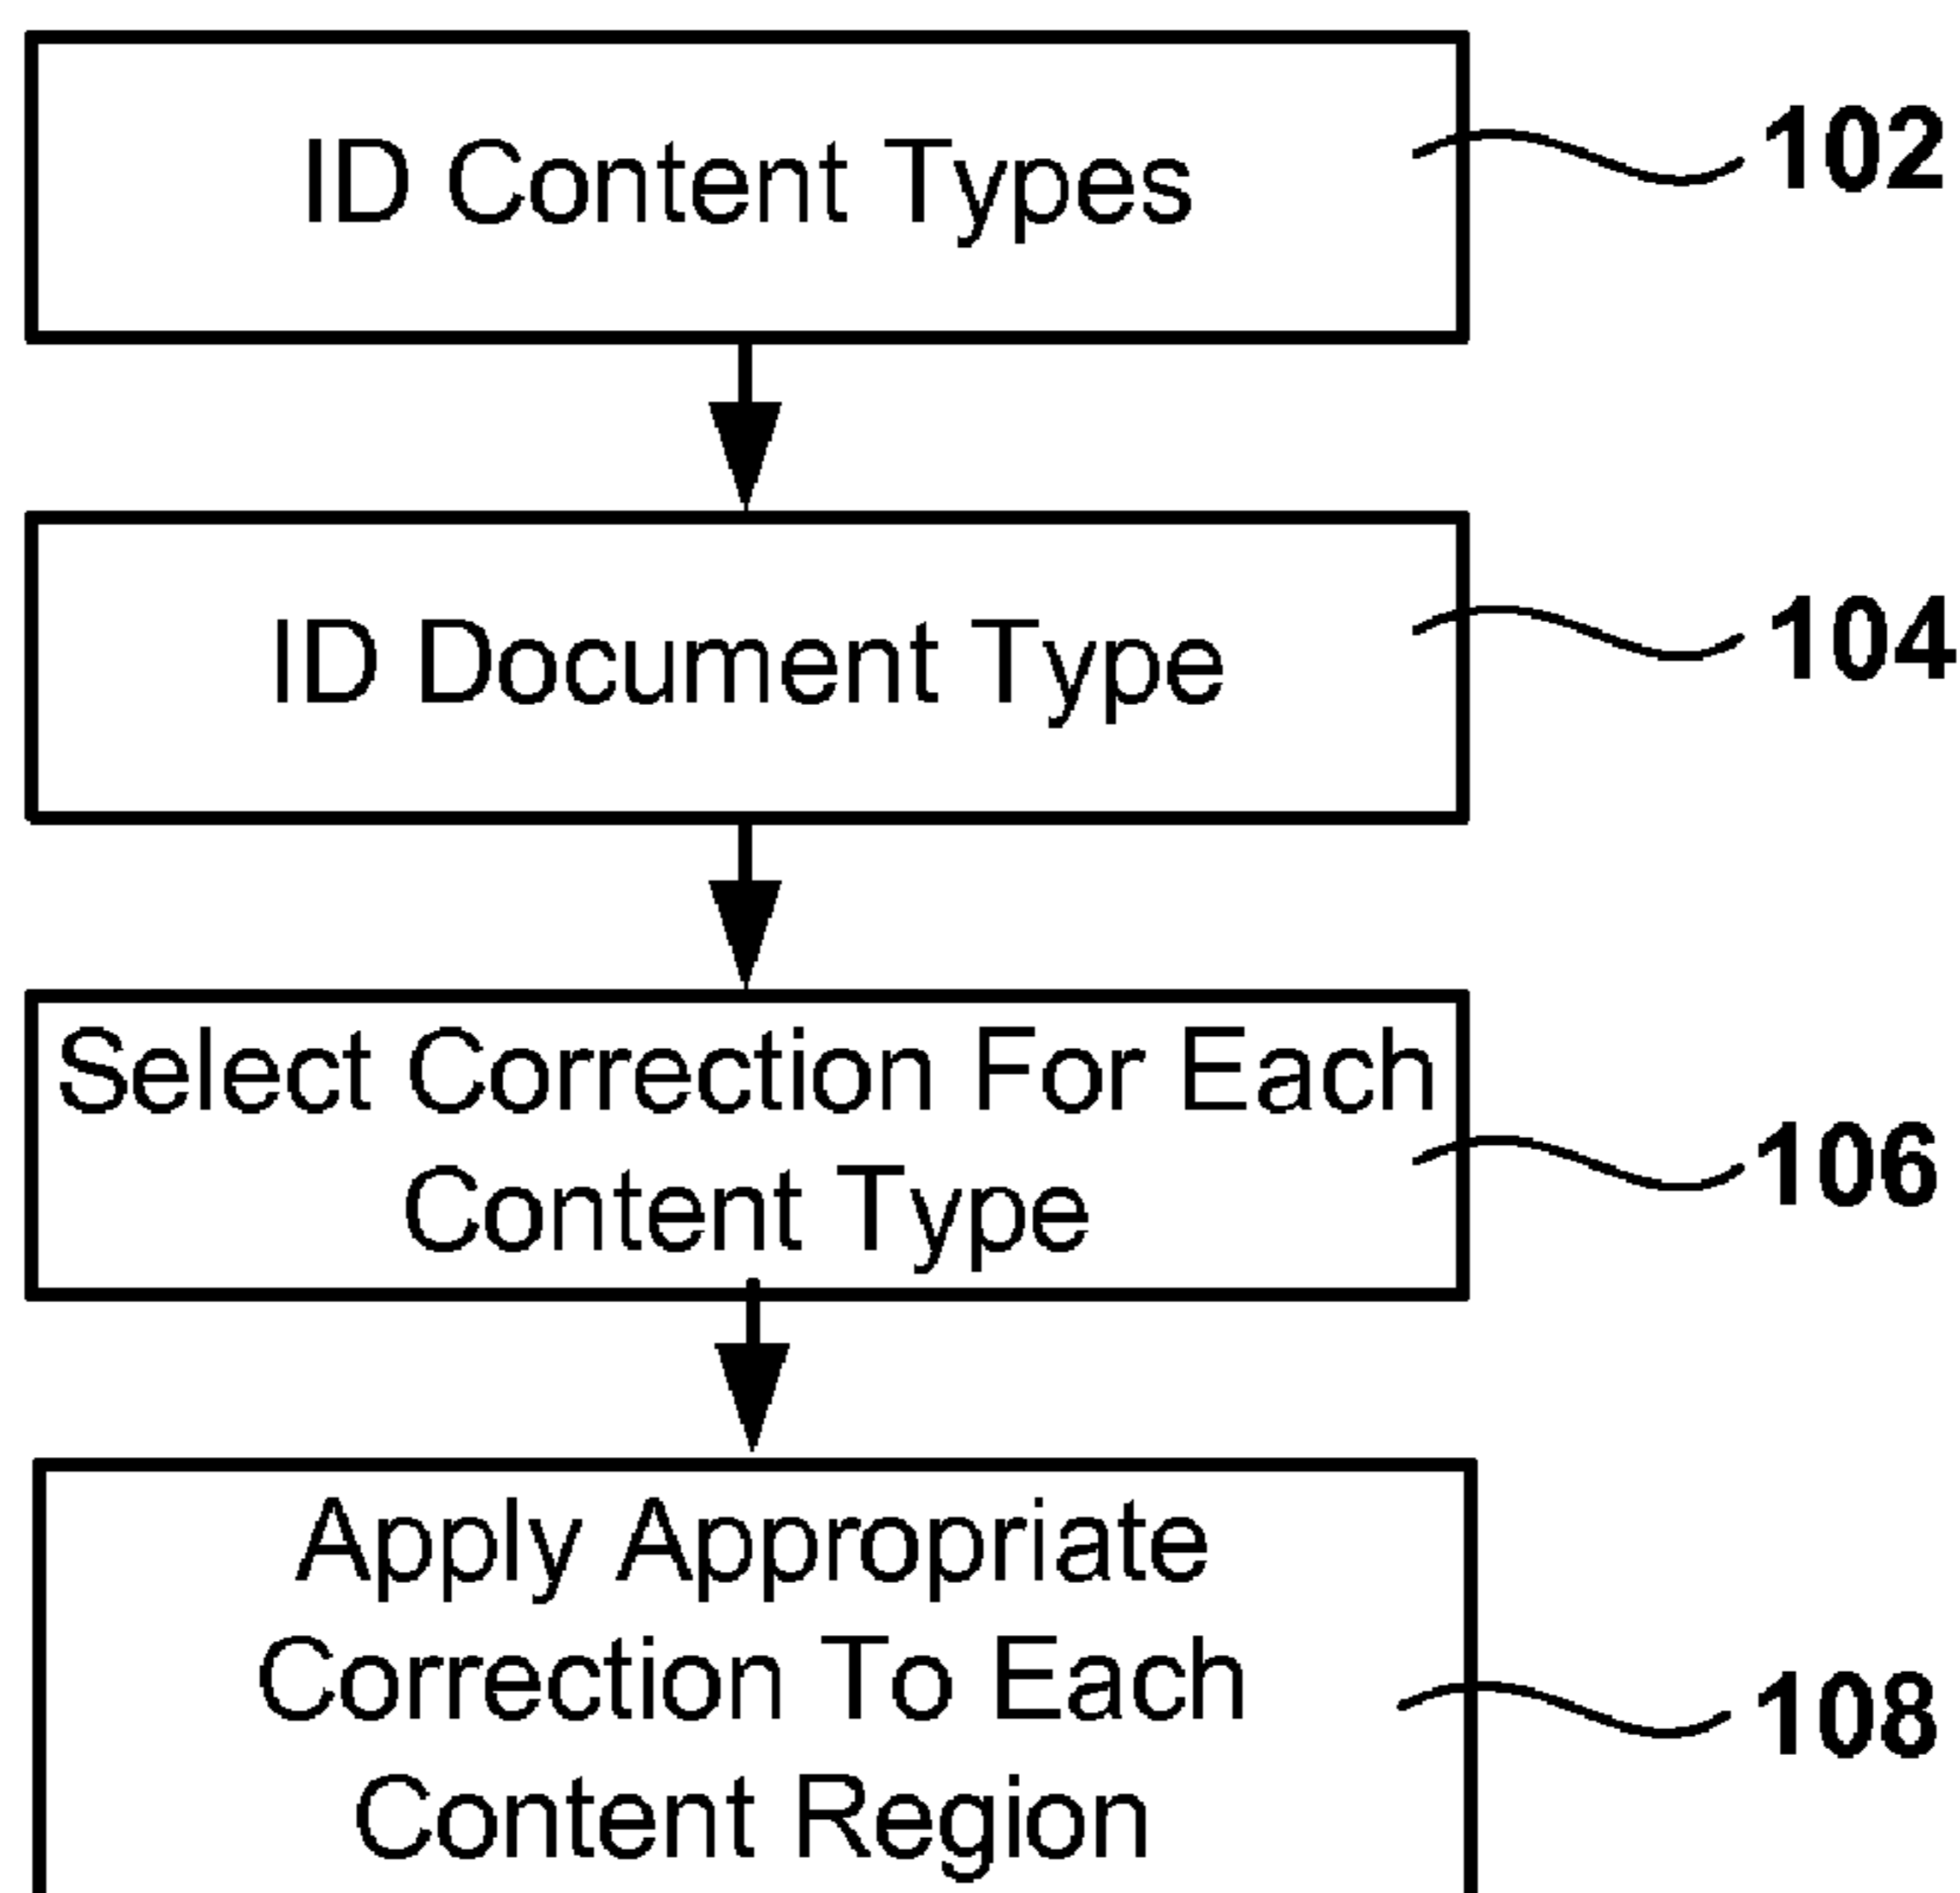 ID Content Types
102
ID Document Type
104
Select Correction For Each
Content Type
106
Apply Appropriate
Correction To Each
Content Region
108